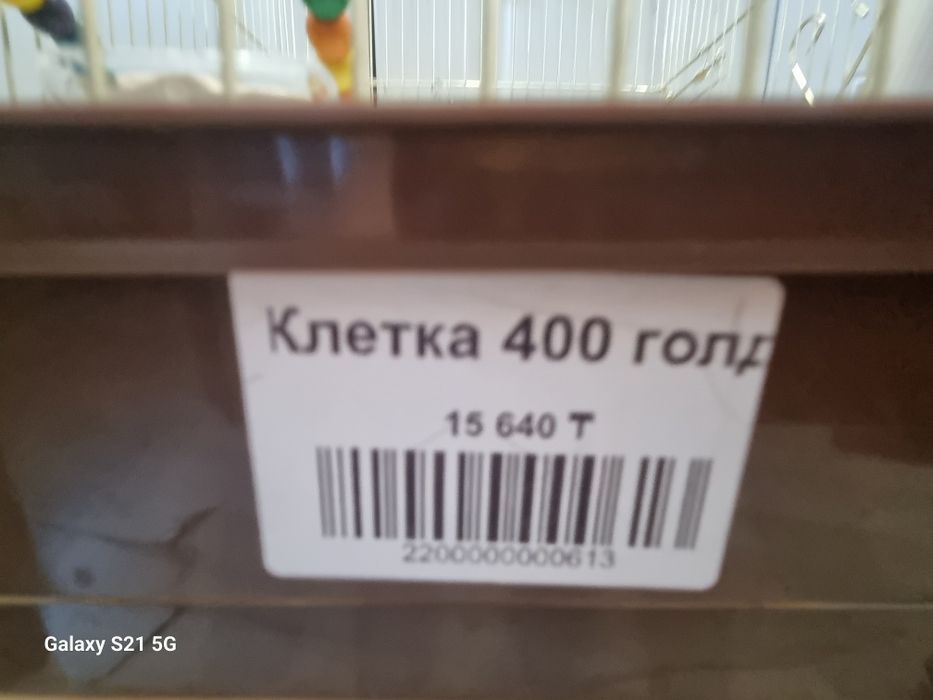 Клетка 400 голд
15 640 ₸
2200000000613
Galaxy S21 5G